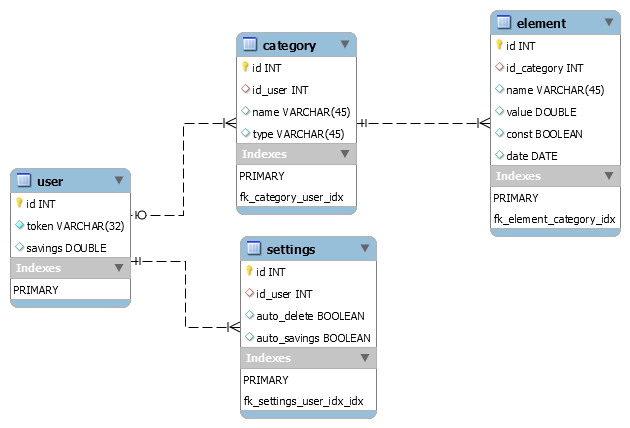 user
id INT
token VARCHAR(32)
savings DOUBLE
Indexes
PRIMARY
category
id INT
id_user INT
name VARCHAR(45)
type VARCHAR(45)
Indexes
PRIMARY
fk_category_user_idx
settings
id INT
id_user INT
auto_delete BOOLEAN
auto_savings BOOLEAN
Indexes
PRIMARY
fk_settings_user_idx_idx
element
id INT
id_category INT
name VARCHAR(45)
value DOUBLE
const BOOLEAN
date DATE
Indexes
PRIMARY
fk_element_category_idx